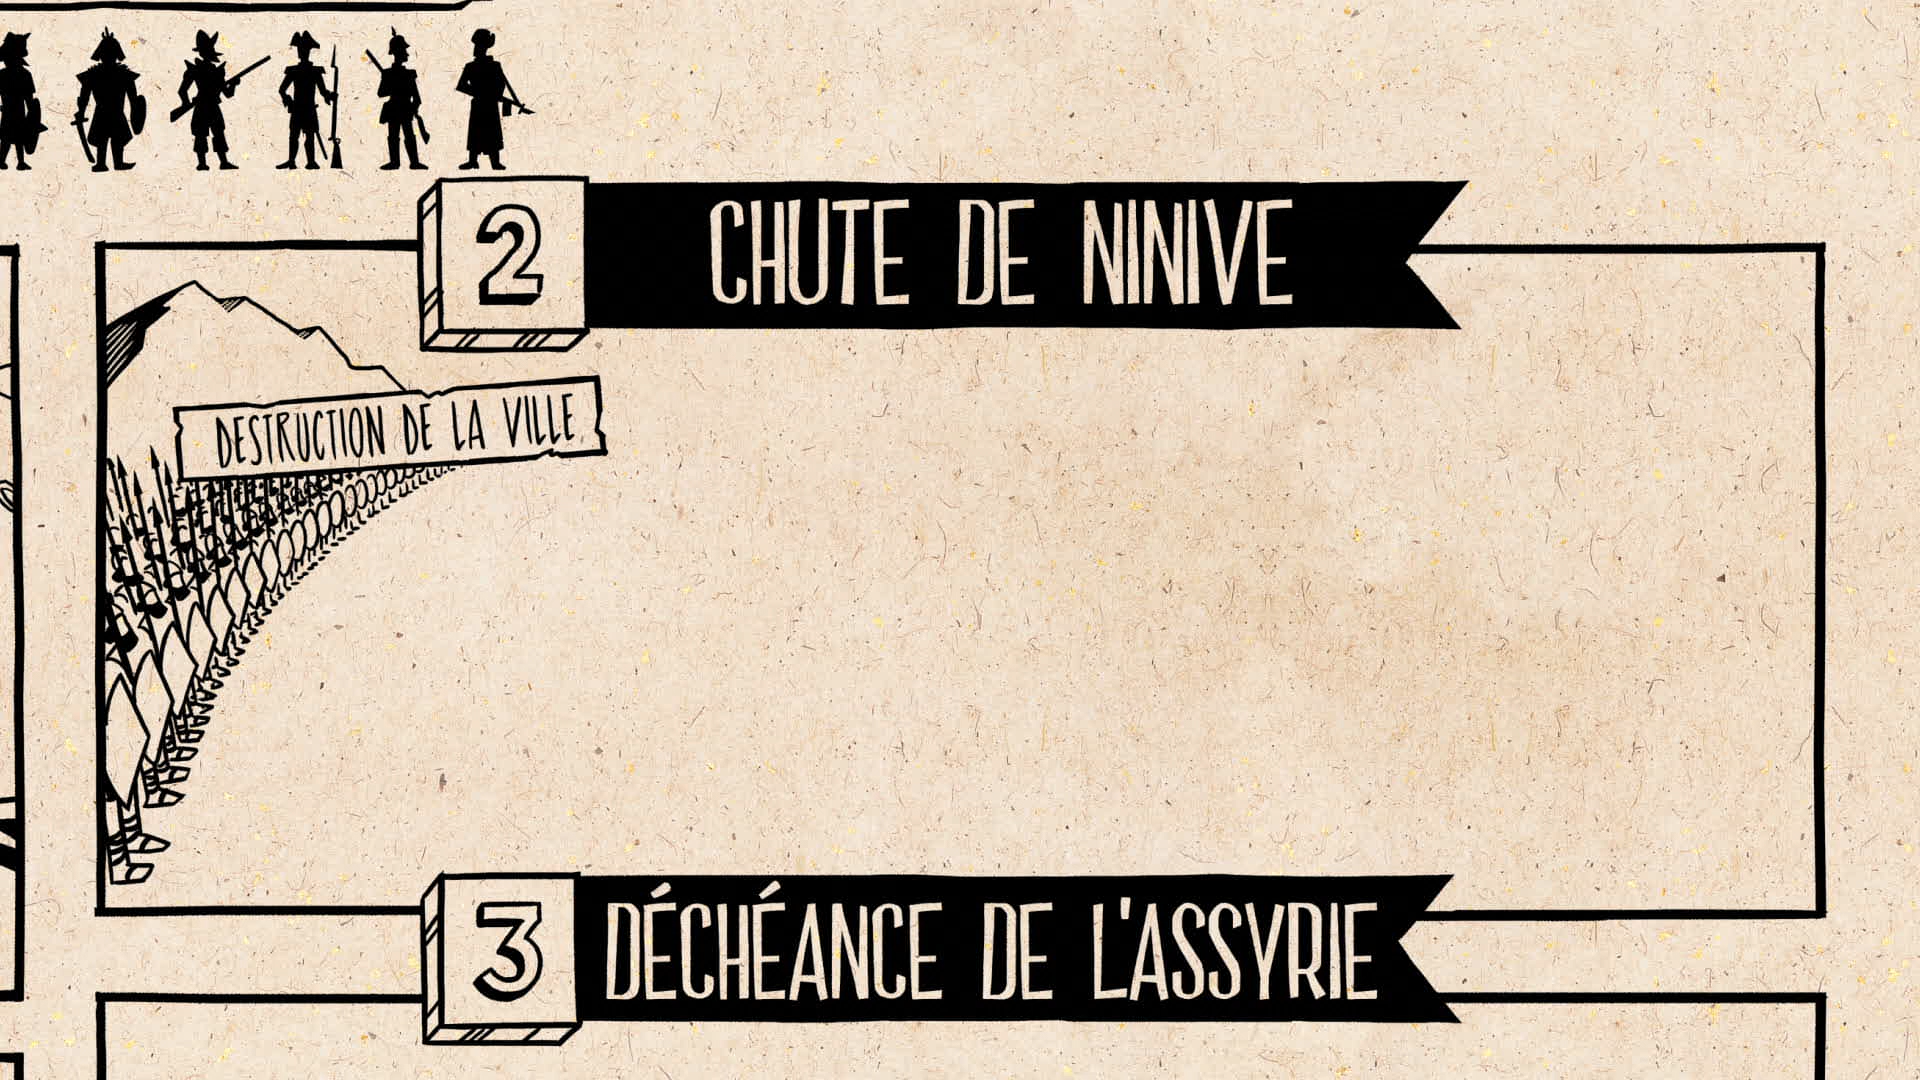 2 CHUTE DE NINIVE
DESTRUCTION DE LA VILLE
3 DÉCHÉANCE DE L'ASSYRIE